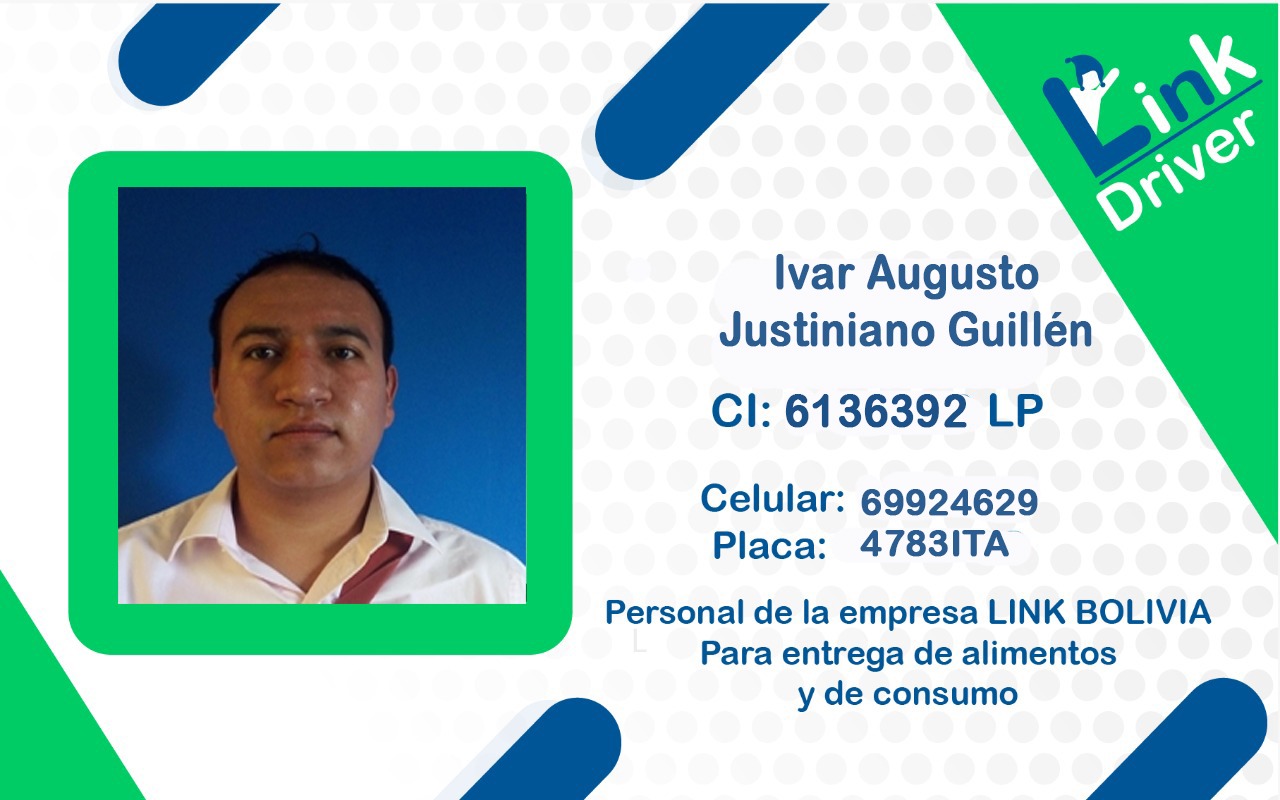 Link
Driver
Ivar Augusto
Justiniano Guillén
CI: 6136392 LP
Celular: 69924629
Placa: 4783ITA
Personal de la empresa LINK BOLIVIA
Para entrega de alimentos
y de consumo
L